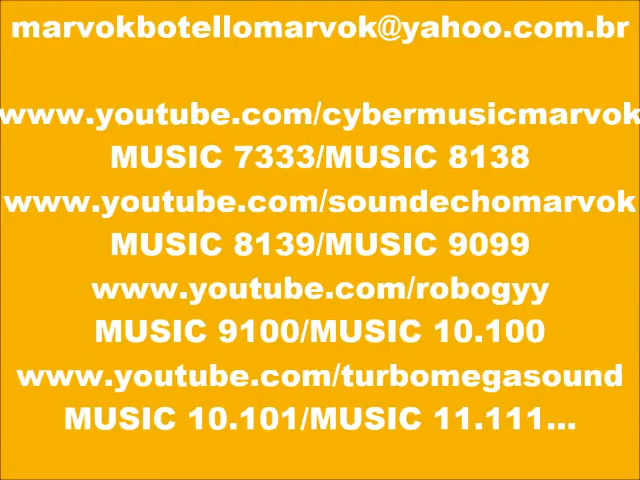 marvokbotellomarvok@yahoo.com.br
www.youtube.com/cybermusicmarvok
MUSIC 7333/MUSIC 8138
www.youtube.com/soundechomarvok
MUSIC 8139/MUSIC 9099
www.youtube.com/robogyy
MUSIC 9100/MUSIC 10.100
www.youtube.com/turbomegasound
MUSIC 10.101/MUSIC 11.111...